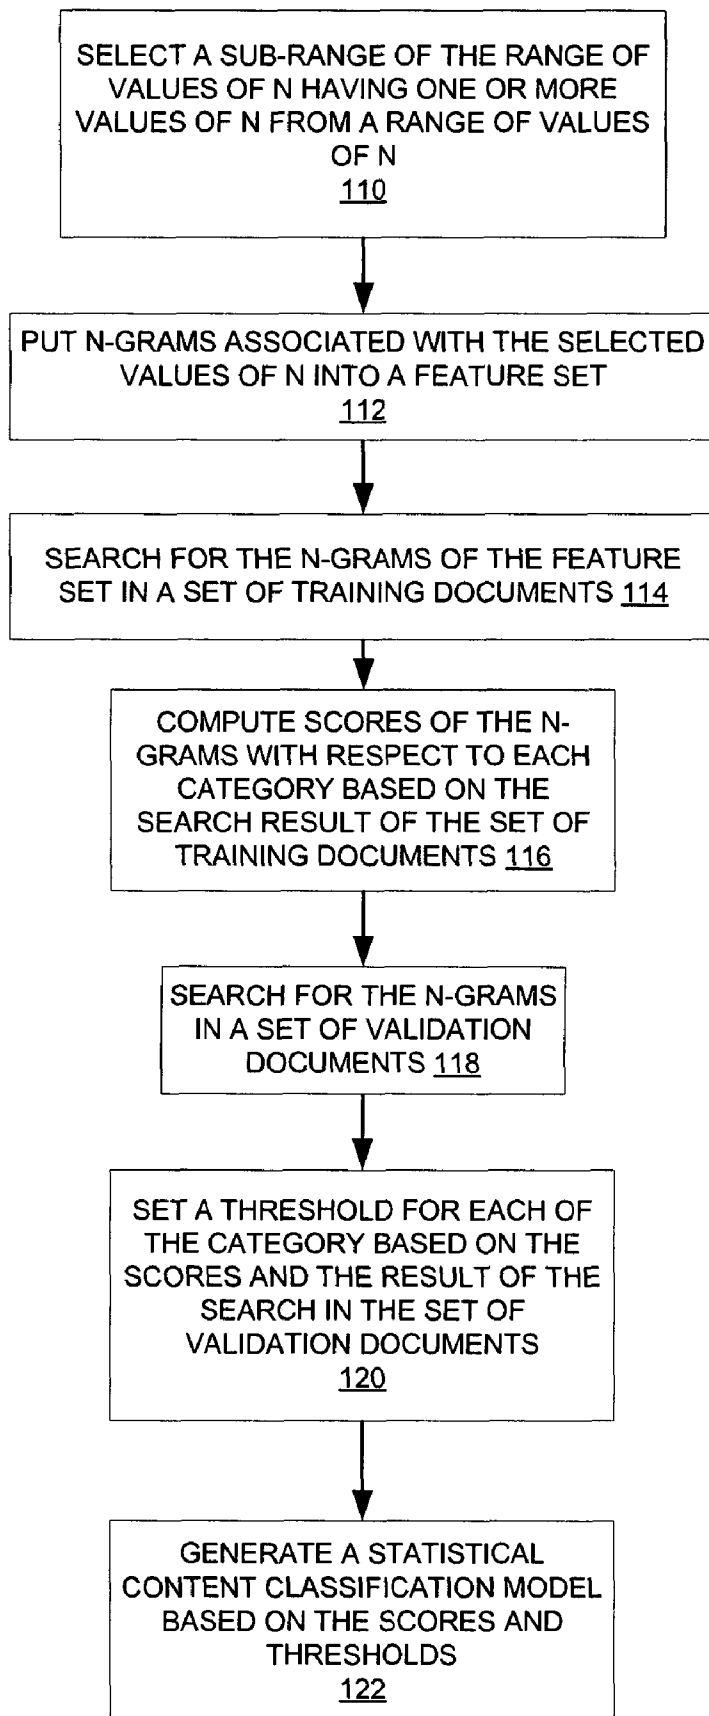 SELECT A SUB-RANGE OF THE RANGE OF
VALUES OF N HAVING ONE OR MORE
VALUES OF N FROM A RANGE OF VALUES
OF N
110
PUT N-GRAMS ASSOCIATED WITH THE SELECTED
VALUES OF N INTO A FEATURE SET
112
SEARCH FOR THE N-GRAMS OF THE FEATURE
SET IN A SET OF TRAINING DOCUMENTS 114
COMPUTE SCORES OF THE N-
GRAMS WITH RESPECT TO EACH
CATEGORY BASED ON THE
SEARCH RESULT OF THE SET OF
TRAINING DOCUMENTS 116
SEARCH FOR THE N-GRAMS
IN A SET OF VALIDATION
DOCUMENTS 118
SET A THRESHOLD FOR EACH OF
THE CATEGORY BASED ON THE
SCORES AND THE RESULT OF THE
SEARCH IN THE SET OF
VALIDATION DOCUMENTS
120
GENERATE A STATISTICAL
CONTENT CLASSIFICATION MODEL
BASED ON THE SCORES AND
THRESHOLDS
122